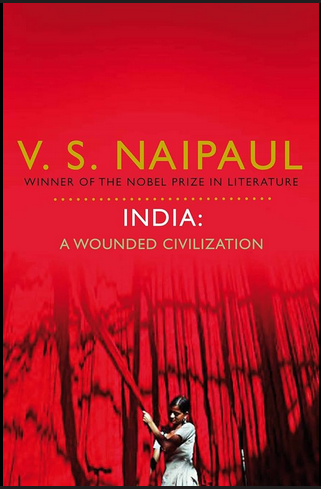 V. S. NAIPAUL
WINNER OF THE NOBEL PRIZE IN LITERATURE
INDIA:
A WOUNDED CIVILIZATION